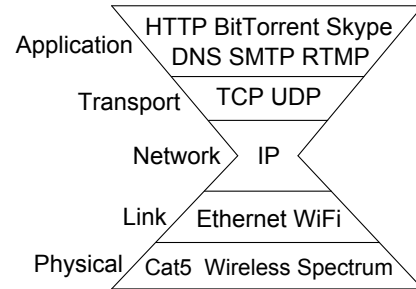 HTTP BitTorrent Skype
Application
DNS SMTP RTMP
Transport
TCP UDP
Network
IP
Link
Ethernet WiFi
Physical
Cat5 Wireless Spectrum